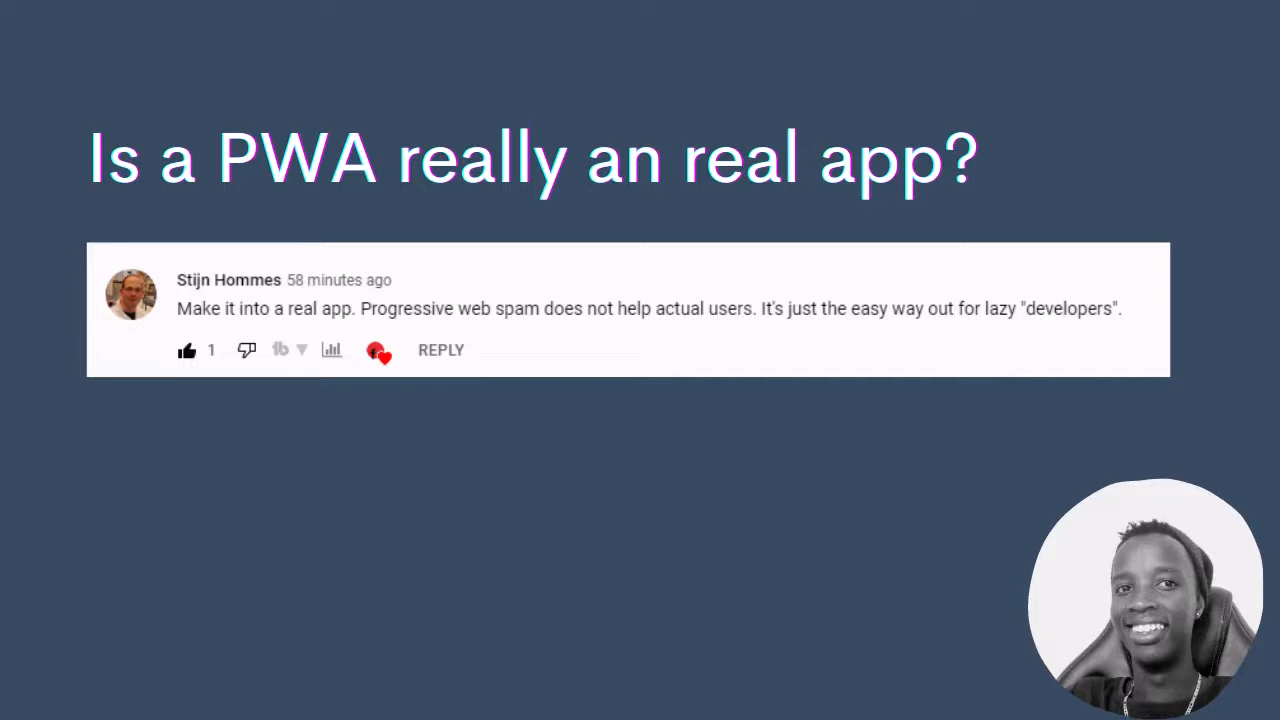 Is a PWA really an real app?
Stijn Hommes 58 minutes ago
Make it into a real app. Progressive web spam does not help actual users. It's just the easy way out for lazy "developers".
1 REPLY